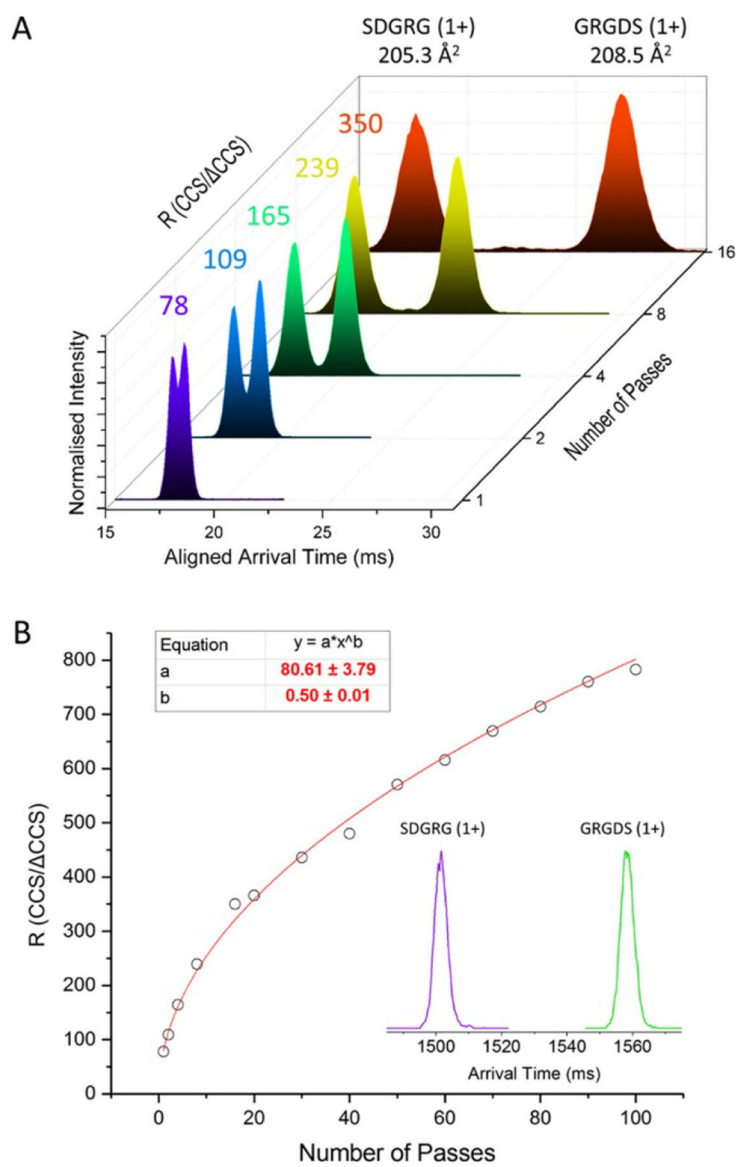 A
SDGRG (1+)
205.3 Å²
GRGDS (1+)
208.5 Å²
R (CCS/ΔCCS)
350
239
165
109
78
16
8
4
2
1
Number of Passes
Normalised Intensity
15 20 25 30
Aligned Arrival Time (ms)
B
Equation y = a*x^b
a 80.61 ± 3.79
b 0.50 ± 0.01
800
700
600
500
400
300
200
100
0
R (CCS/ΔCCS)
SDGRG (1+) GRGDS (1+)
1500 1520 1540 1560
Arrival Time (ms)
0 20 40 60 80 100
Number of Passes